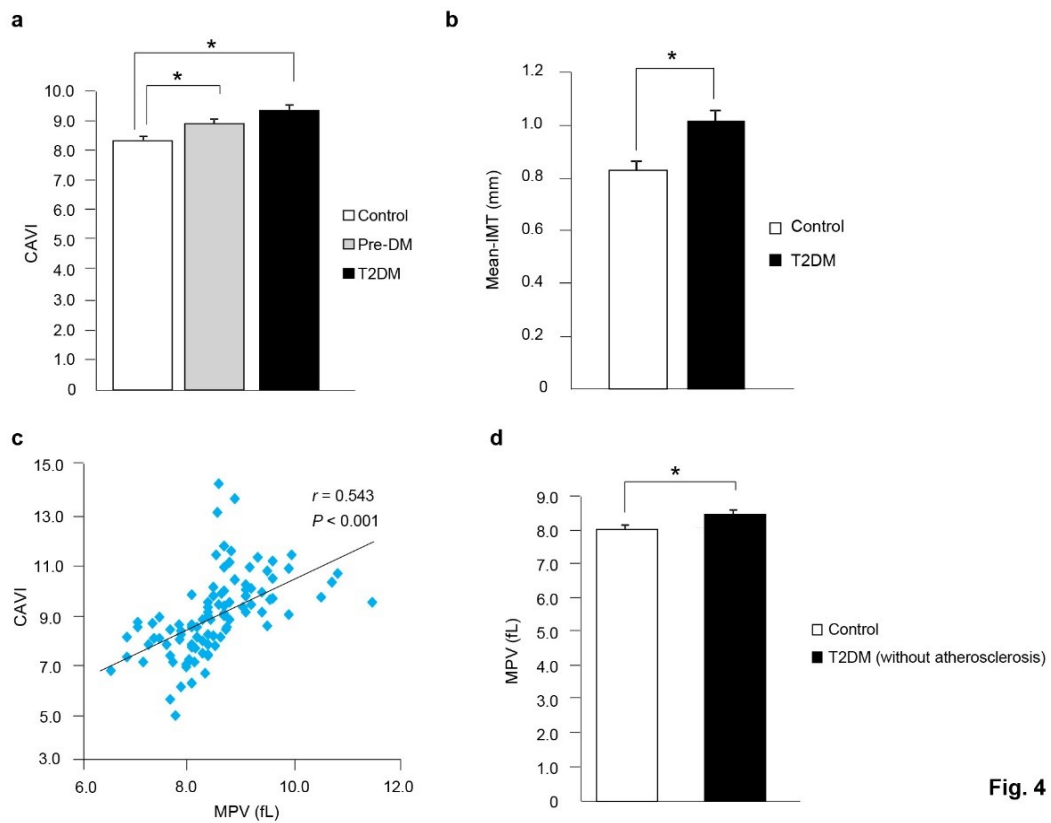 a
*
*
10.0
9.0
8.0
7.0
6.0
5.0
4.0
3.0
2.0
1.0
0
CAVI
Control
Pre-DM
T2DM
b
*
1.2
1.0
0.8
0.6
0.4
0.2
0
Mean-IMT (mm)
Control
T2DM
c
15.0
13.0
11.0
9.0
7.0
5.0
3.0
CAVI
r = 0.543
P < 0.001
6.0 8.0 10.0 12.0
MPV (fL)
d
*
9.0
8.0
7.0
6.0
5.0
4.0
3.0
2.0
1.0
0
MPV (fL)
Control
T2DM (without atherosclerosis)
Fig. 4